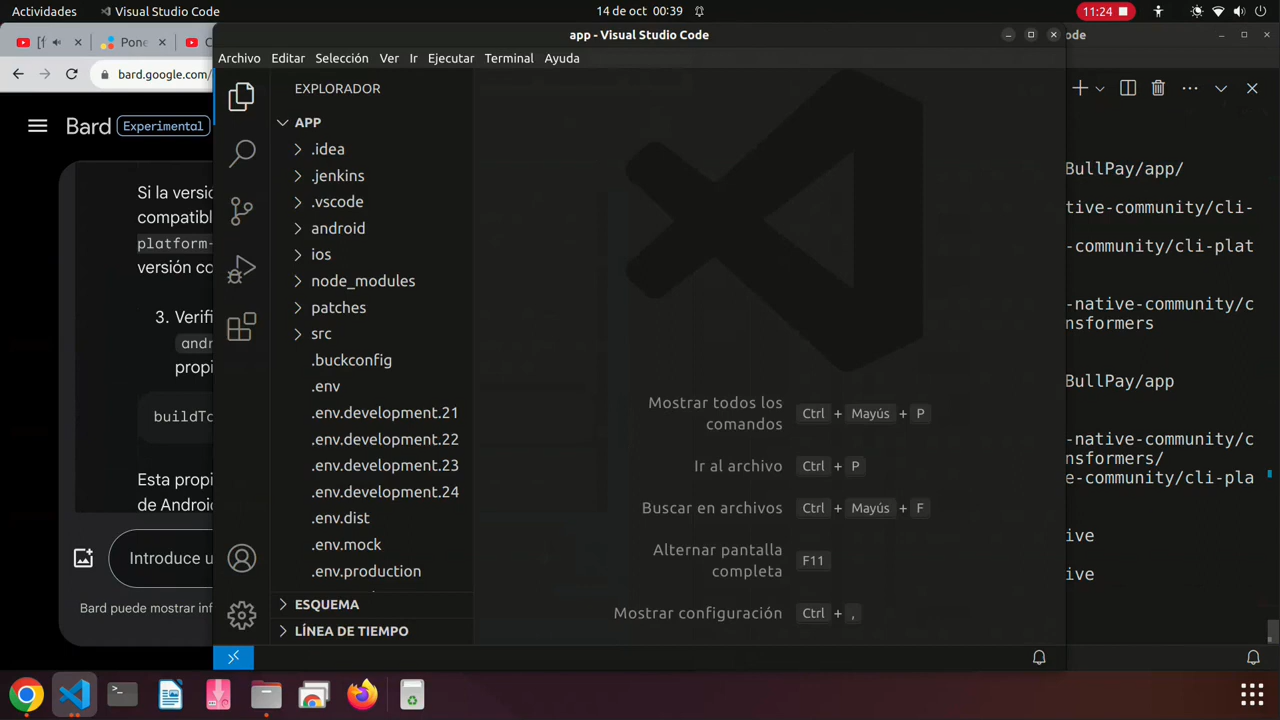 Actividades
Visual Studio Code
14 de oct 00:39
11:24
Pone
bard.google.com/
Bard
Experimental
Si la versió
compatibl
platform-
versión co
3. Verifi
andr
propi
buildTo
Esta propi
de Androi
Introduce u
Bard puede mostrar inf
app - Visual Studio Code
Archivo Editar Selección Ver Ir Ejecutar Terminal Ayuda
EXPLORADOR
APP
.idea
.jenkins
.vscode
android
ios
node_modules
patches
src
.buckconfig
.env
.env.development.21
.env.development.22
.env.development.23
.env.development.24
.env.dist
.env.mock
.env.production
ESQUEMA
LÍNEA DE TIEMPO
Mostrar todos los comandos Ctrl + Mayús + P
Ir al archivo Ctrl + P
Buscar en archivos Ctrl + Mayús + F
Alternar pantalla completa F11
Mostrar configuración Ctrl + ,
ode
BullPay/app/
tive-community/cli-
-community/cli-plat
-native-community/c
nsformers
BullPay/app
-native-community/c
nsformers/
e-community/cli-pla
ive
ive